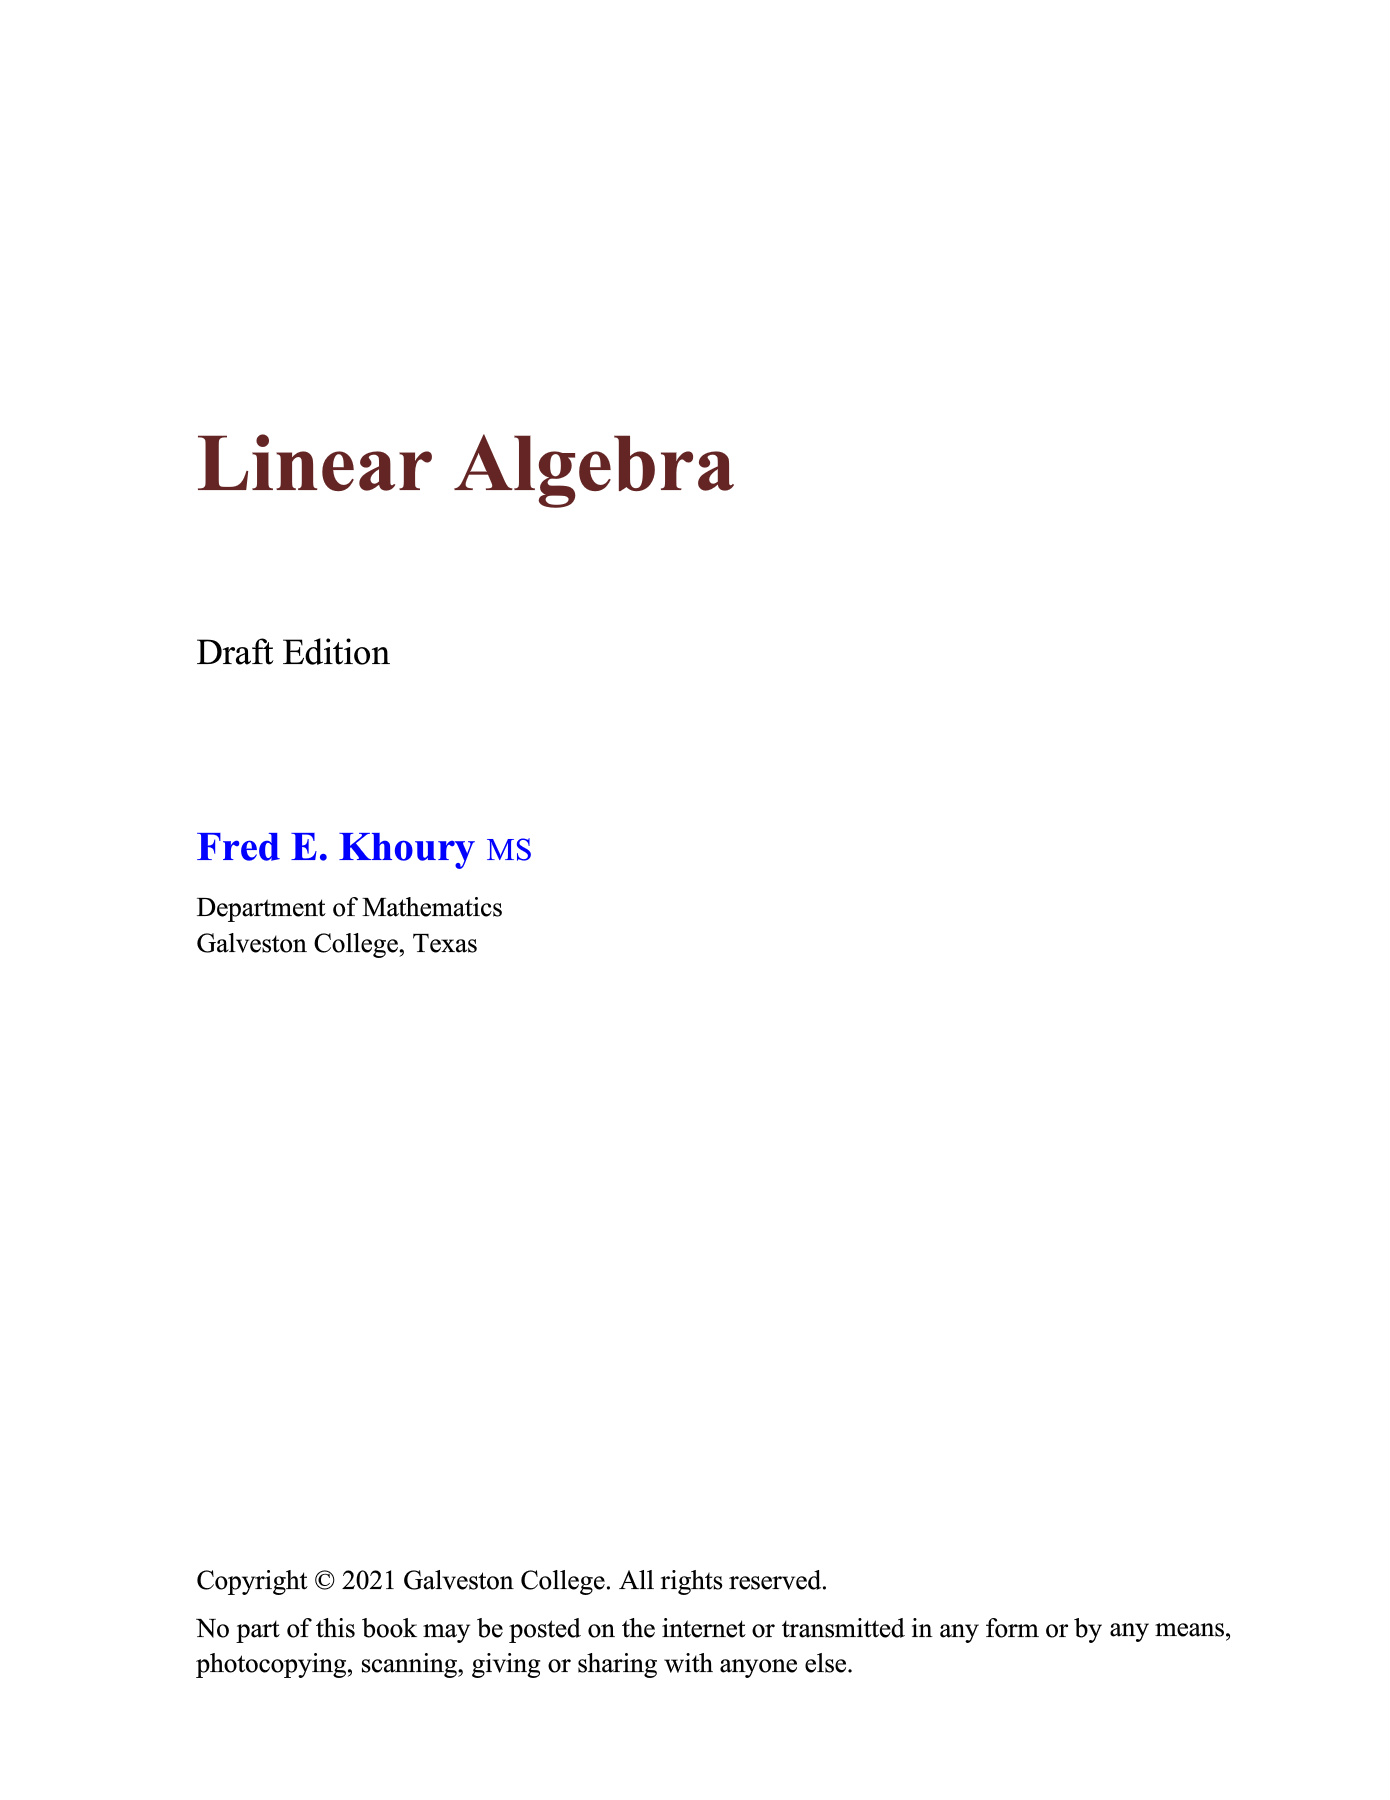 Linear Algebra
Draft Edition
Fred E. Khoury MS
Department of Mathematics
Galveston College, Texas
Copyright © 2021 Galveston College. All rights reserved.
No part of this book may be posted on the internet or transmitted in any form or by any means,
photocopying, scanning, giving or sharing with anyone else.